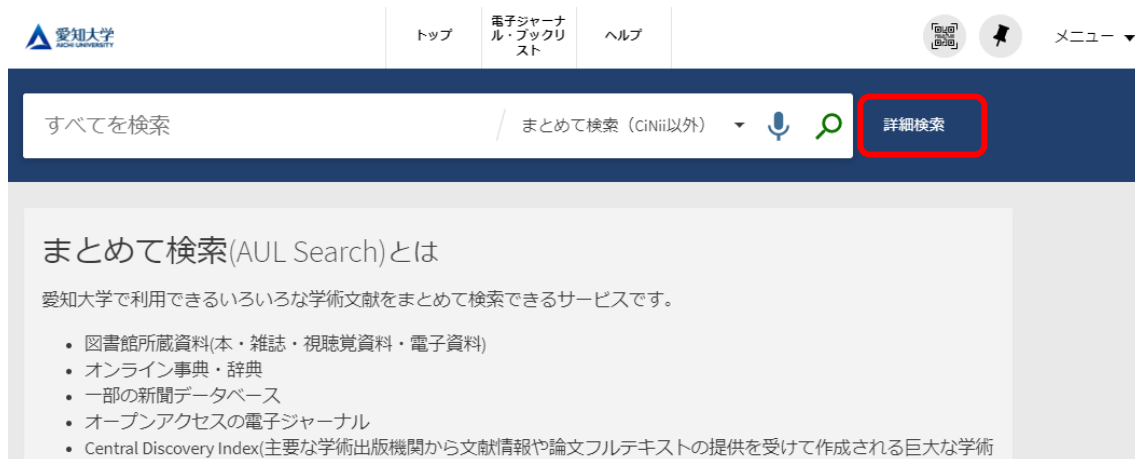 愛知大学
AICHI UNIVERSITY
トップ
電子ジャーナ
ル・ブックリ
スト
ヘルプ
メニュー
すべてを検索
まとめて検索（CiNii以外）
詳細検索
まとめて検索(AUL Search)とは
愛知大学で利用できるいろいろな学術文献をまとめて検索できるサービスです。
• 図書館所蔵資料(本・雑誌・視聴覚資料・電子資料)
• オンライン事典・辞典
• 一部の新聞データベース
• オープンアクセスの電子ジャーナル
• Central Discovery Index(主要な学術出版機関から文献情報や論文フルテキストの提供を受けて作成される巨大な学術